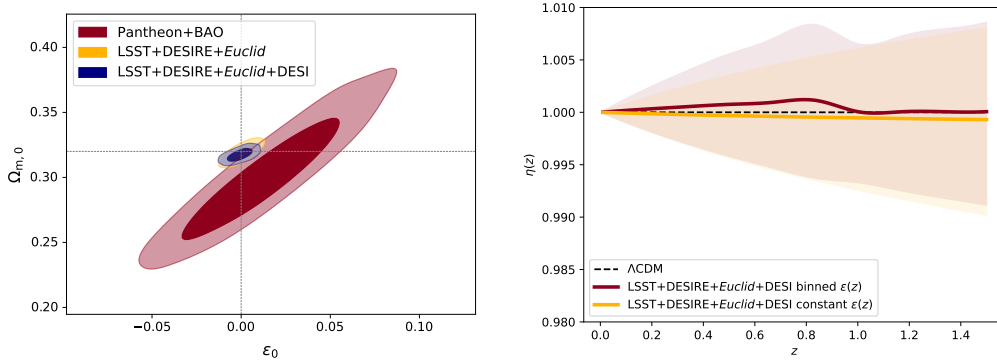 Pantheon+BAO
LSST+DESIRE+Euclid
LSST+DESIRE+Euclid+DESI
0.40
0.35
0.30
0.25
0.20
Ωm, 0
−0.05
0.00
0.05
0.10
ε0
1.010
1.005
1.000
0.995
0.990
0.985
0.980
η(z)
ΛCDM
LSST+DESIRE+Euclid+DESI binned ε(z)
LSST+DESIRE+Euclid+DESI constant ε(z)
0.0
0.2
0.4
0.6
0.8
1.0
1.2
1.4
z